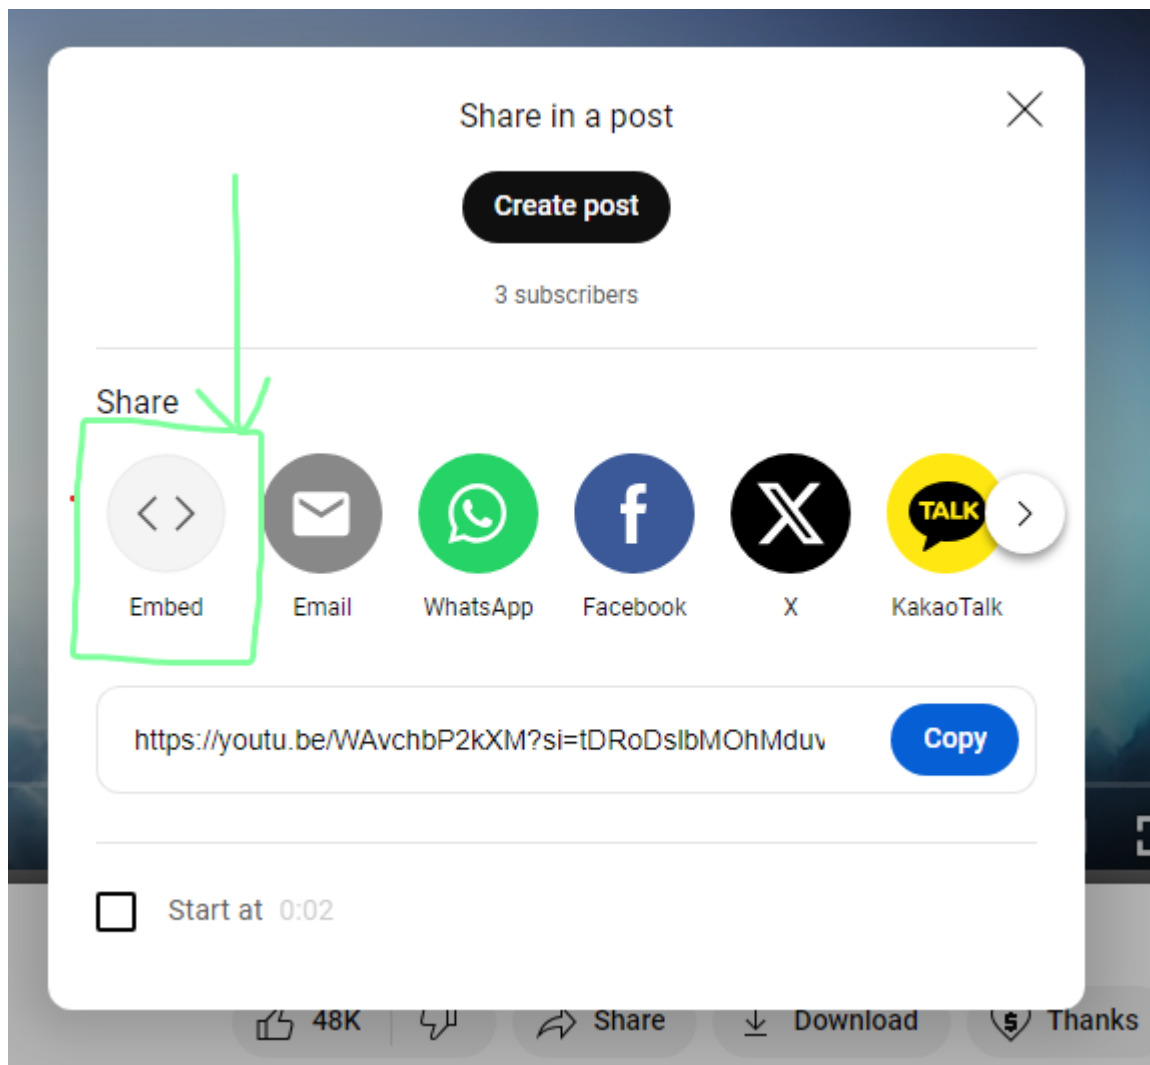 Share in a post
Create post
3 subscribers
Share
TALK
Embed Email WhatsApp Facebook X KakaoTalk
https://youtu.be/WAvchbP2kXM?si=tDRoDslbMOhMduv
Copy
Start at 0:02
48K Share Download Thanks